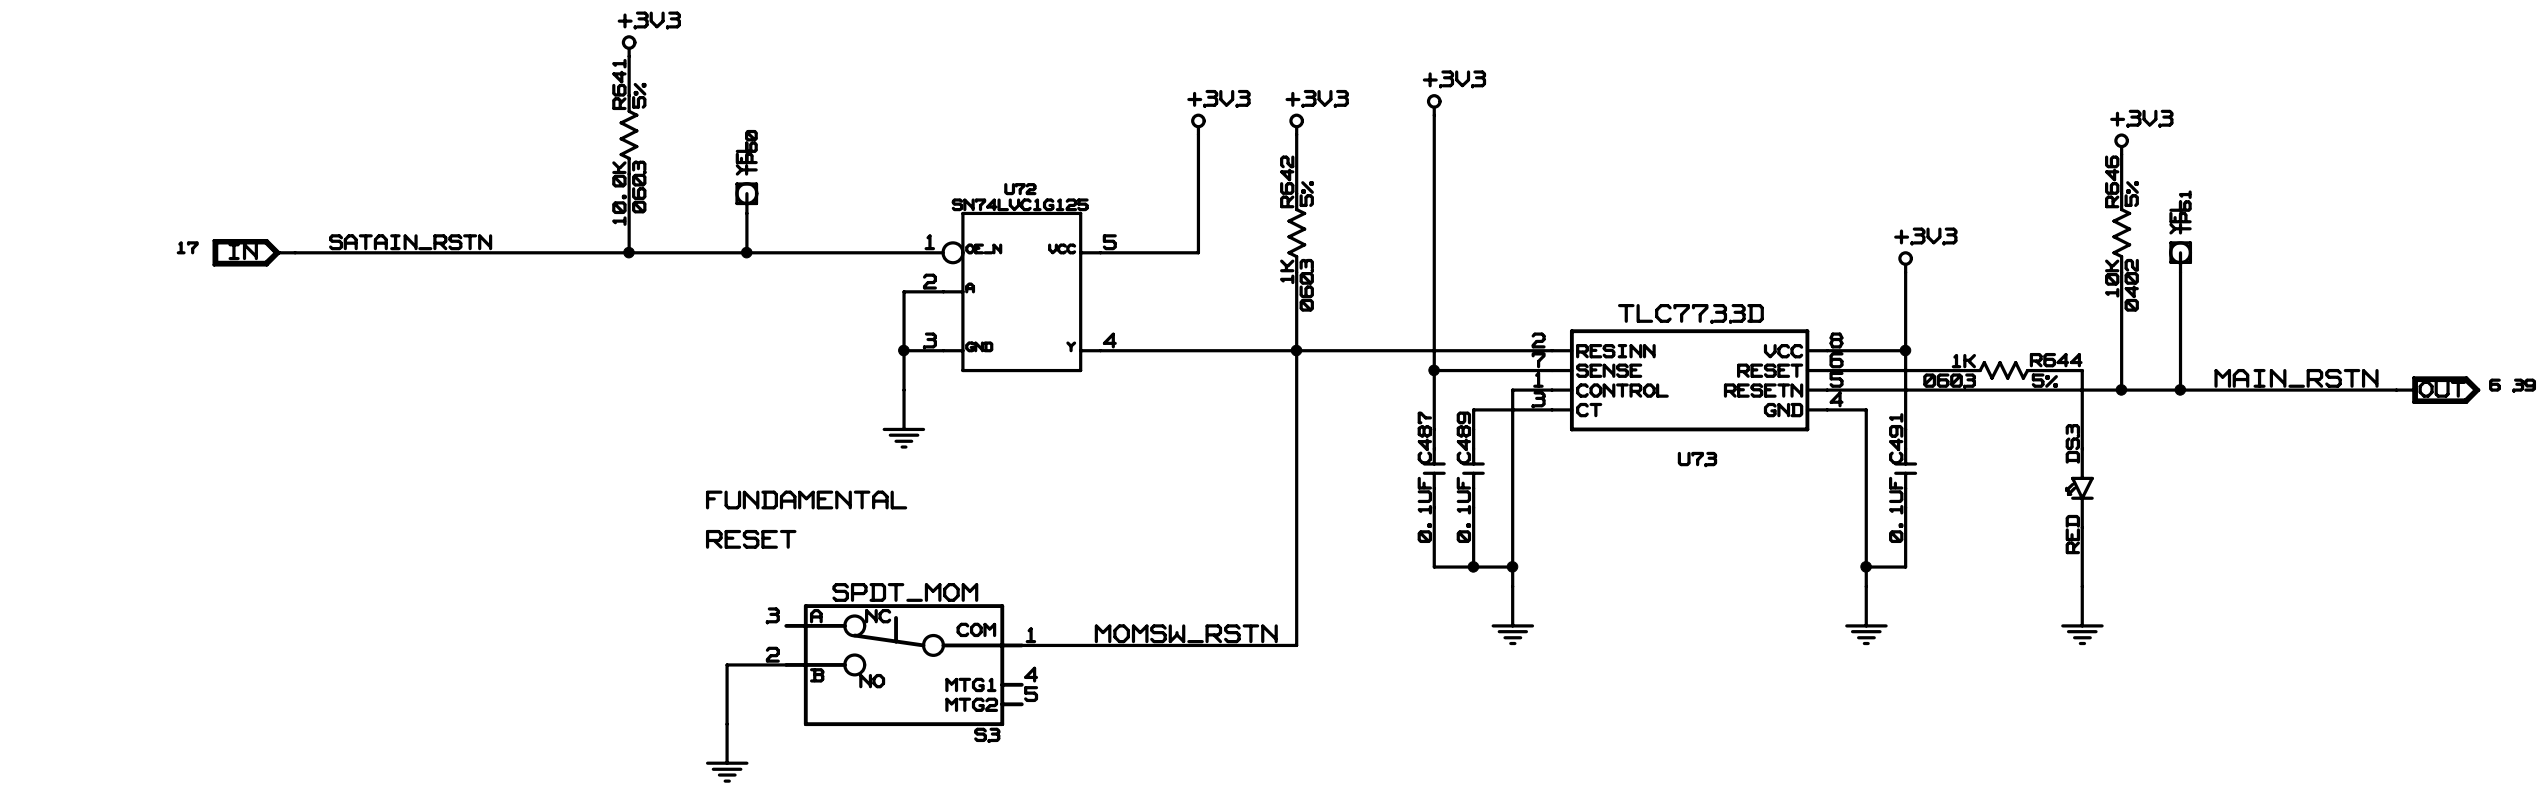 +3V3
R641
5%
10.0K
0603
YEL
TP60
17 IN SATAIN_RSTN
U72
SN74LVC1G125
1 OE_N VCC 5
2 A
3 GND Y 4
+3V3
+3V3
R642
5%
1K
0603
+3V3
TLC7733D
2 RESINN VCC 8
7 SENSE RESET 6
1 CONTROL RESETN 5
3 CT GND 4
U73
C487
0.1UF
C489
0.1UF
+3V3
C491
0.1UF
1K R644
0603 5%
DS3
RED
+3V3
R646
5%
10K
0402
YEL
TP61
MAIN_RSTN OUT 6 39
FUNDAMENTAL
RESET
SPDT_MOM
3 A NC
COM 1 MOMSW_RSTN
2 B NO
MTG1 4
MTG2 5
S3